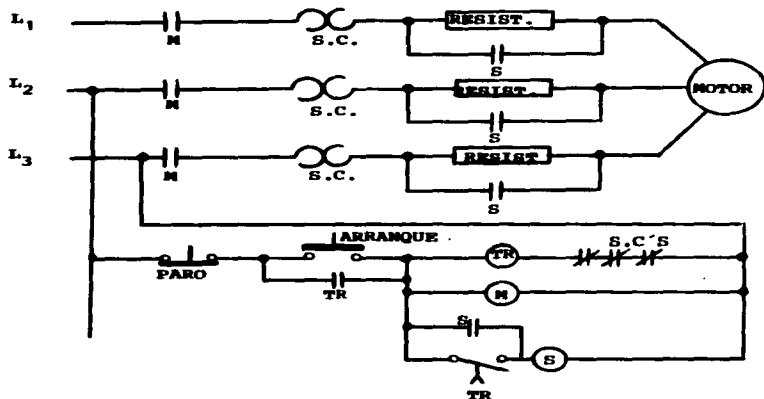 L1 M S.C. RESIST. S
L2 M S.C. RESIST. S MOTOR
L3 M S.C. RESIST S
PARO ARRANQUE TR TR S.C'S
M
S S
TR